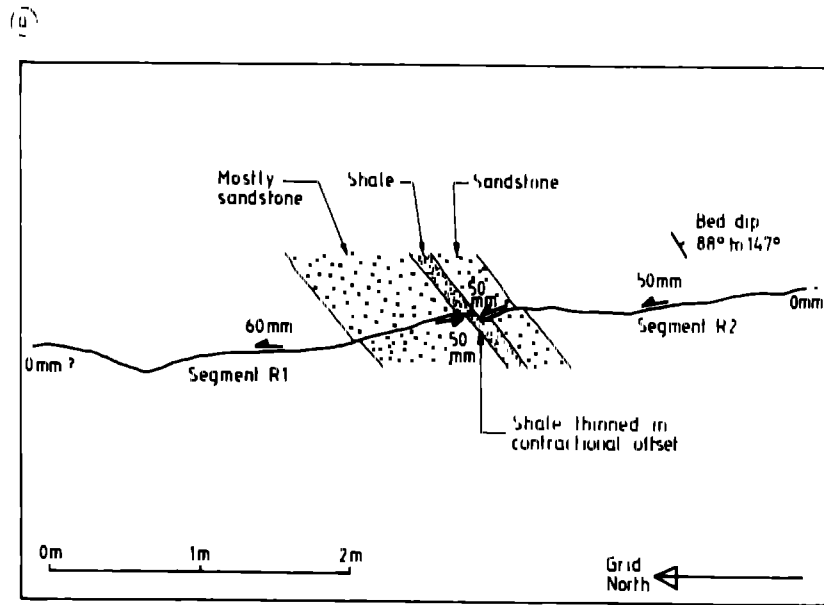 Mostly
sandstone
Shale
Sandstone
Bed dip
88° to 147°
50
mm
50mm
0mm
Segment R2
60mm
50
mm
0mm ?
Segment R1
Shale thinned in
contractional offset
0m
1m
2m
Grid
North